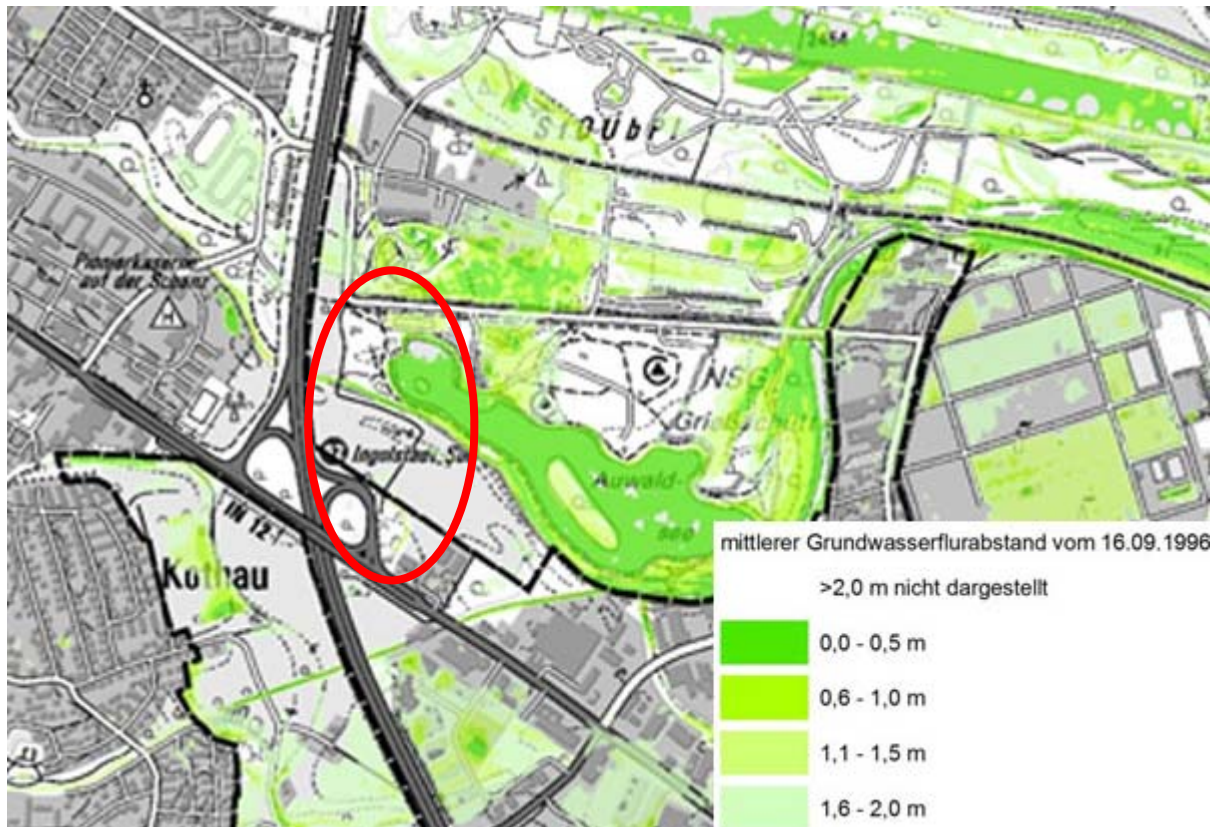 StOÜbPl
Pionierkaserne
auf der Schanz
H
NSG
Auwald-
see
IN 12
Kothau
mittlerer Grundwasserflurabstand vom 16.09.1996
>2,0 m nicht dargestellt
0,0 - 0,5 m
0,6 - 1,0 m
1,1 - 1,5 m
1,6 - 2,0 m